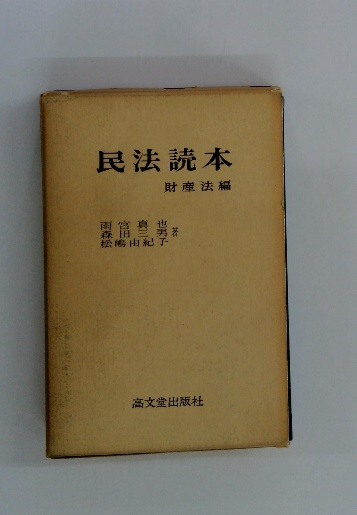 民法読本
財産法編
雨宮真也
森田三男 著
松嶋由紀子
高文堂出版社